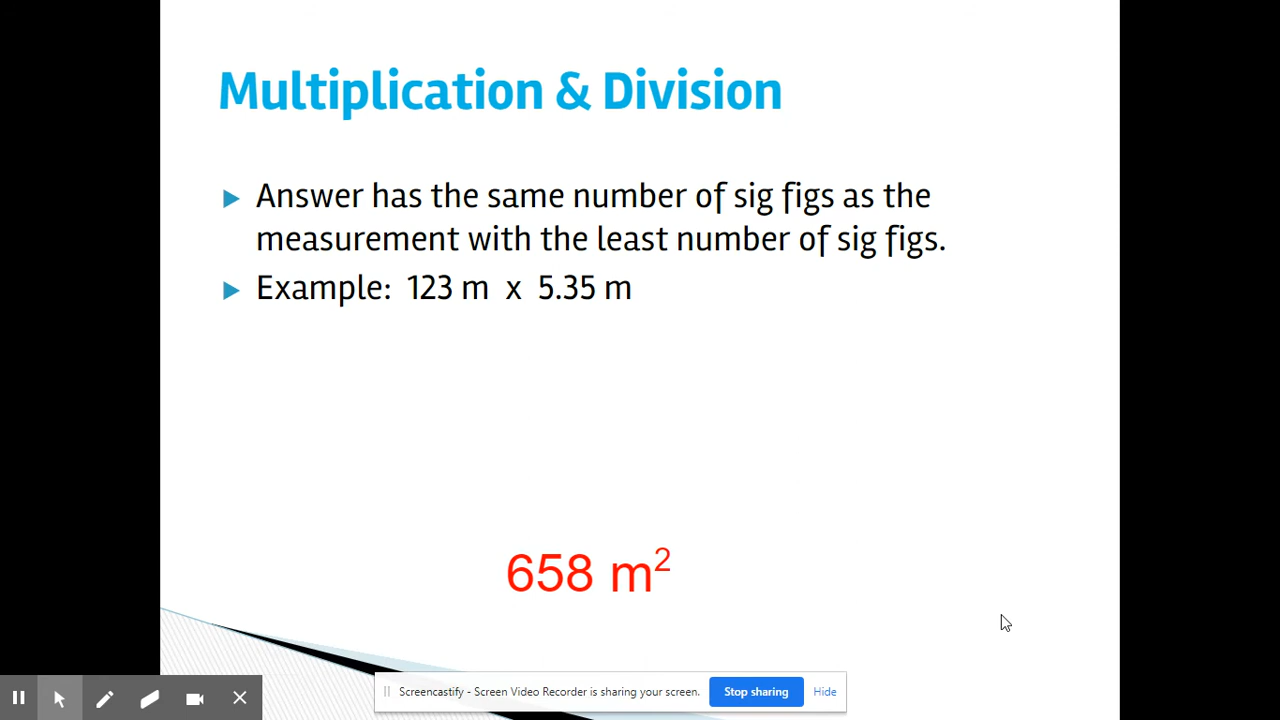 Multiplication & Division
Answer has the same number of sig figs as the
measurement with the least number of sig figs.
Example: 123 m x 5.35 m
658 m²
Screencastify - Screen Video Recorder is sharing your screen. Stop sharing Hide